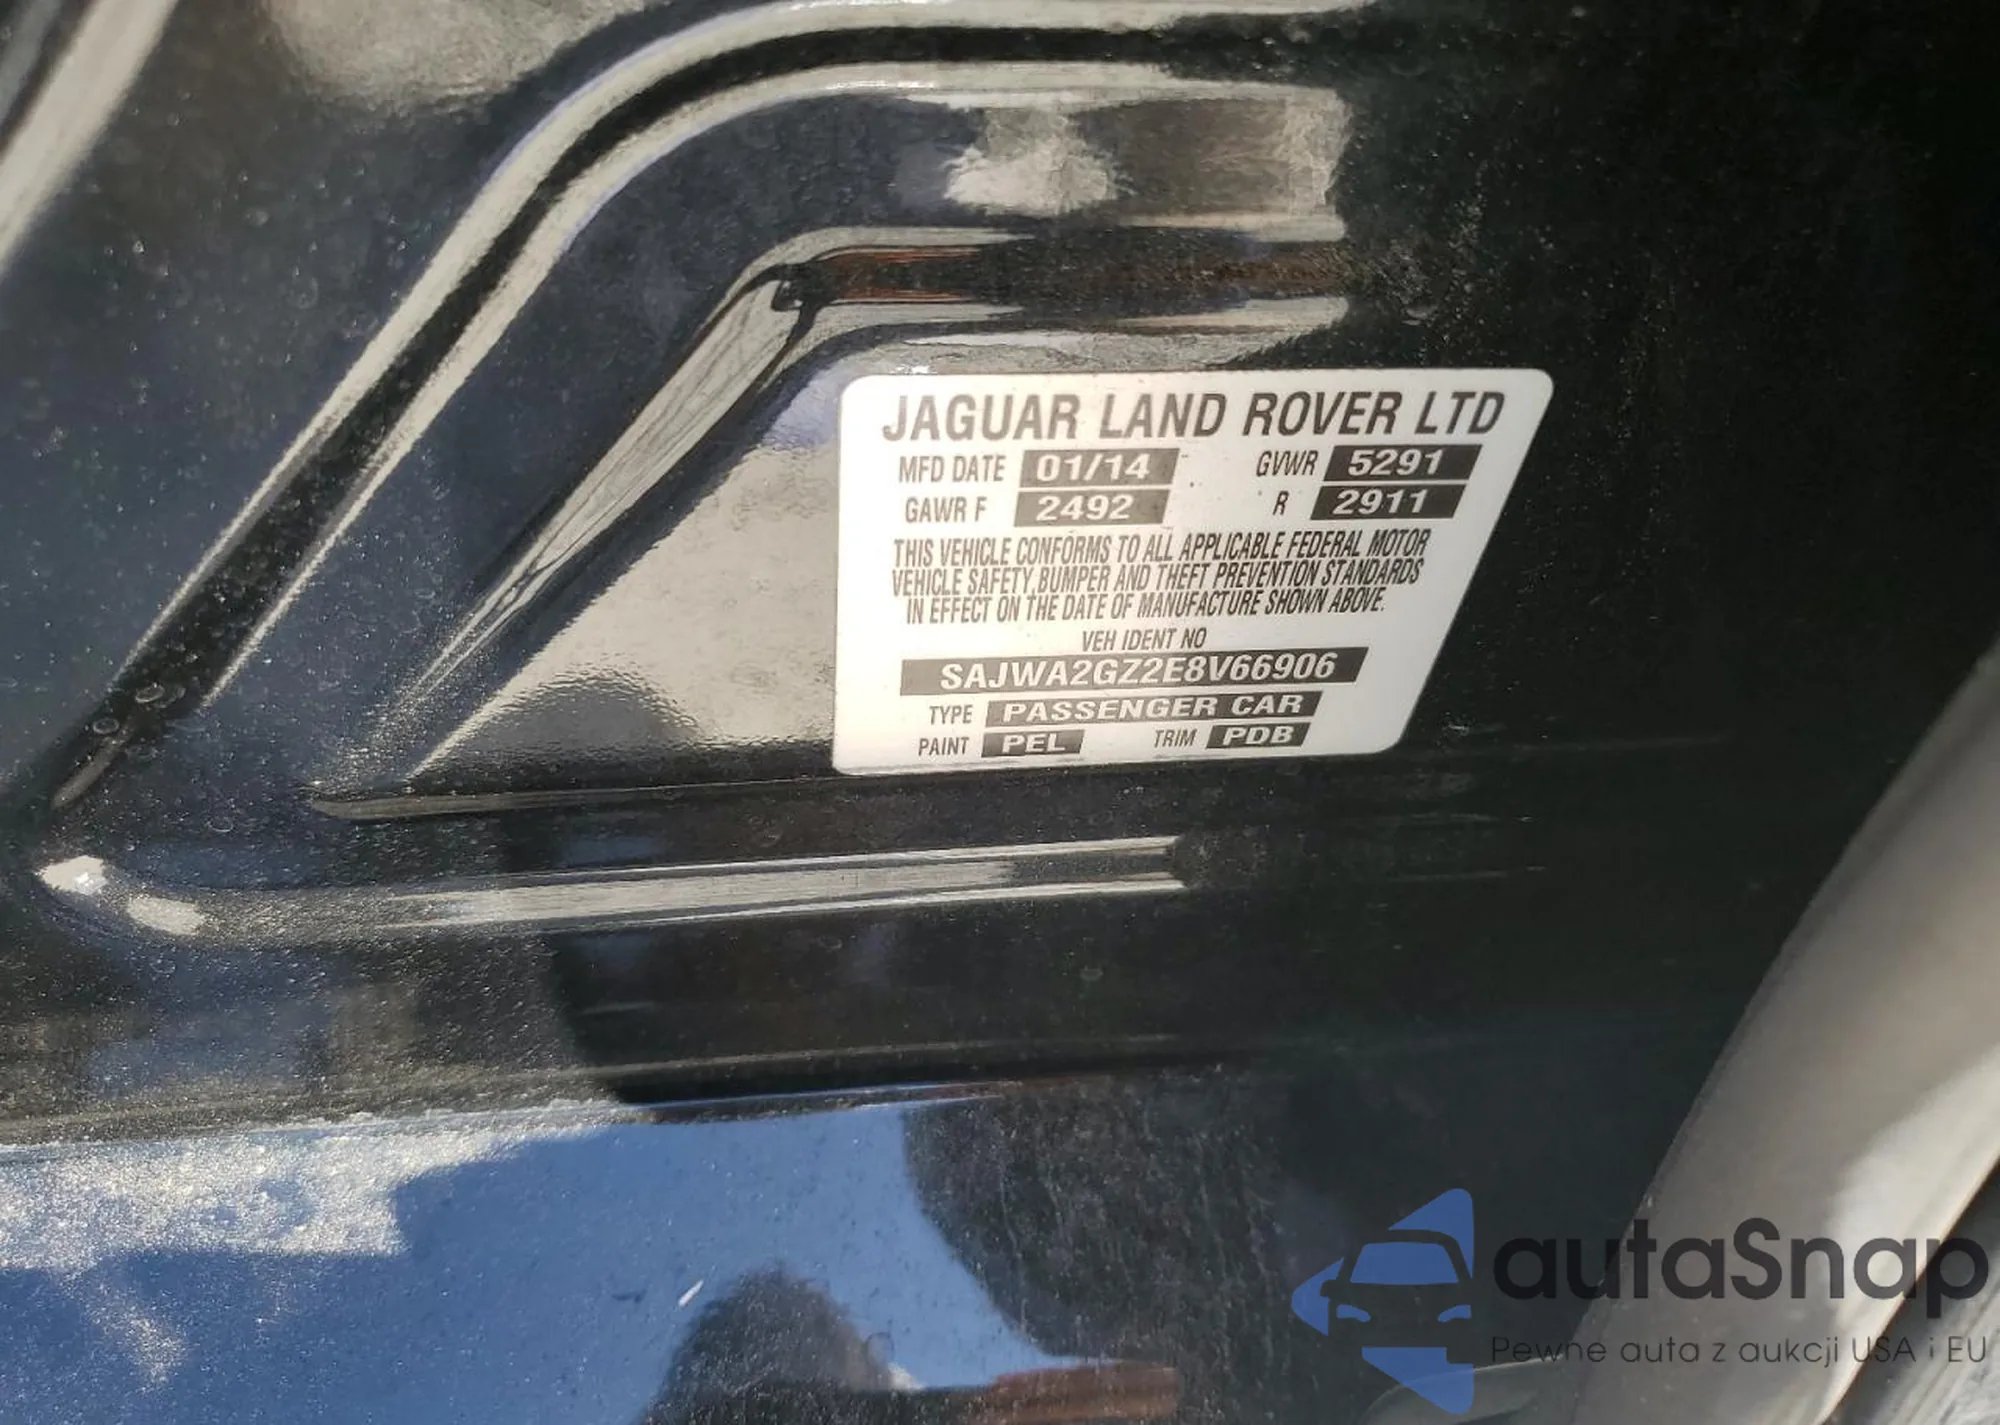 JAGUAR LAND ROVER LTD
MFD DATE 01/14 GVWR 5291
GAWR F 2492 R 2911
THIS VEHICLE CONFORMS TO ALL APPLICABLE FEDERAL MOTOR
VEHICLE SAFETY, BUMPER AND THEFT PREVENTION STANDARDS
IN EFFECT ON THE DATE OF MANUFACTURE SHOWN ABOVE.
VEH IDENT NO
SAJWA2GZ2E8V66906
TYPE PASSENGER CAR
PAINT PEL TRIM PDB
autaSnap
Pewne auta z aukcji USA i EU